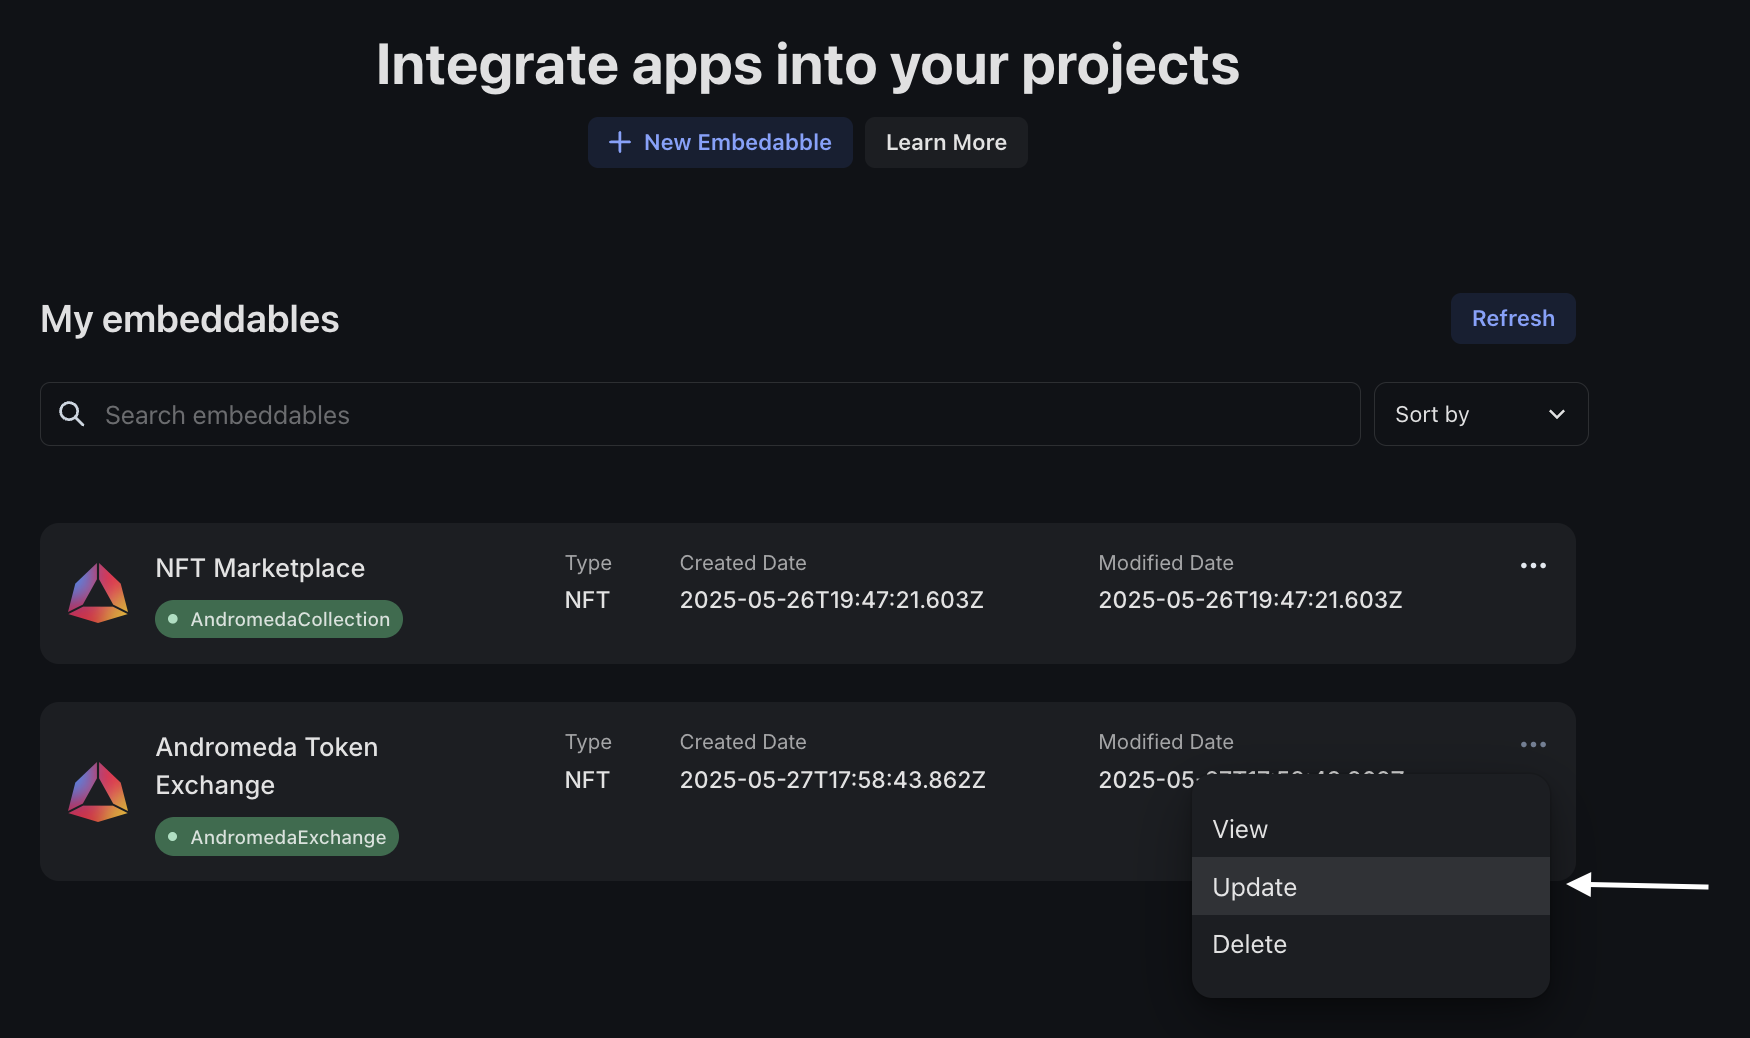 Integrate apps into your projects
New Embedabble
Learn More
My embeddables
Refresh
Search embeddables
Sort by
NFT Marketplace
AndromedaCollection
Type
NFT
Created Date
2025-05-26T19:47:21.603Z
Modified Date
2025-05-26T19:47:21.603Z
Andromeda Token
Exchange
AndromedaExchange
Type
NFT
Created Date
2025-05-27T17:58:43.862Z
Modified Date
2025-05-
View
Update
Delete